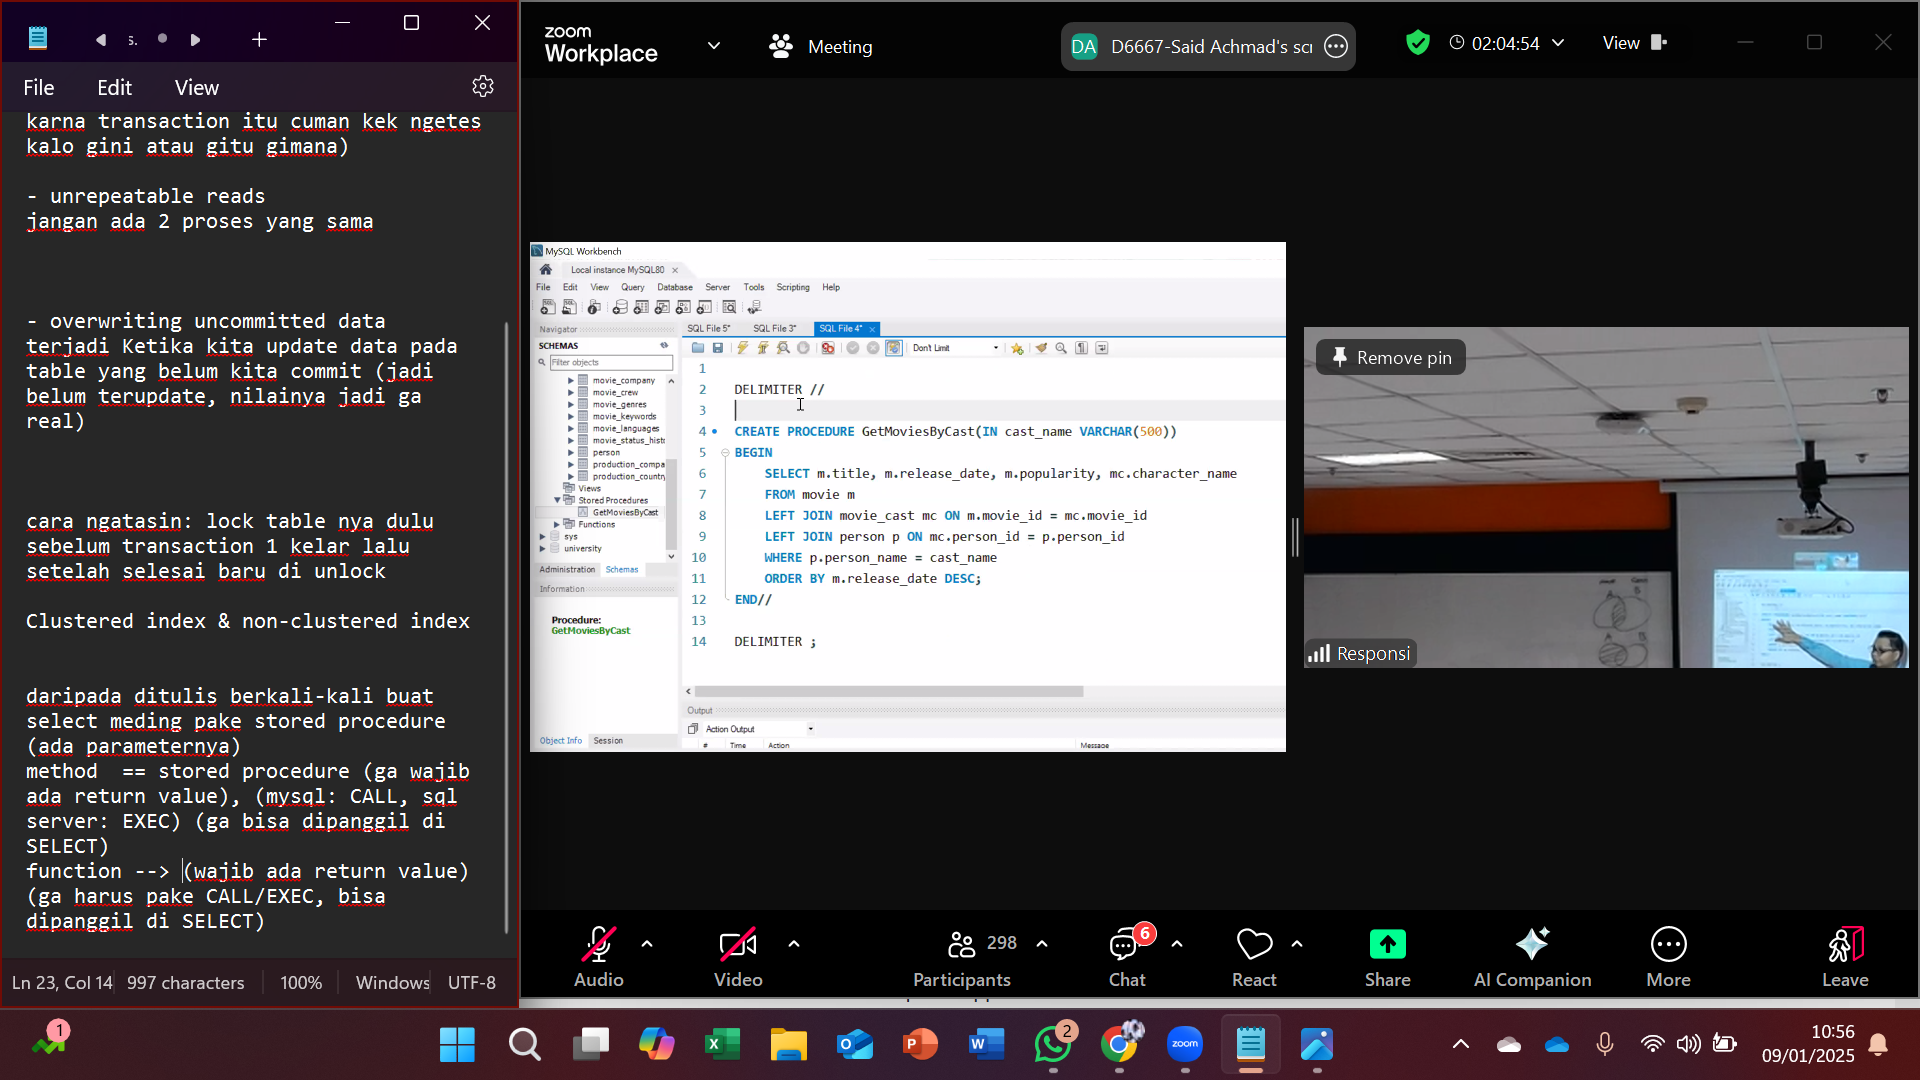 s.
File Edit View
karna transaction itu cuman kek ngetes
kalo gini atau gitu gimana)
- unrepeatable reads
jangan ada 2 proses yang sama
- overwriting uncommitted data
terjadi Ketika kita update data pada
table yang belum kita commit (jadi
belum terupdate, nilainya jadi ga
real)
cara ngatasin: lock table nya dulu
sebelum transaction 1 kelar lalu
setelah selesai baru di unlock
Clustered index & non-clustered index
daripada ditulis berkali-kali buat
select meding pake stored procedure
(ada parameternya)
method  == stored procedure (ga wajib
ada return value), (mysql: CALL, sql
server: EXEC) (ga bisa dipanggil di
SELECT)
function --> (wajib ada return value)
(ga harus pake CALL/EXEC, bisa
dipanggil di SELECT)
Ln 23, Col 14 997 characters 100% Windows UTF-8
zoom
Workplace
Meeting
DA D6667-Said Achmad's scr
02:04:54
View
MySQL Workbench
Local instance MySQL80
File Edit View Query Database Server Tools Scripting Help
Navigator
SCHEMAS
Filter objects
movie_company
movie_crew
movie_genres
movie_keywords
movie_languages
movie_status_histo
person
production_compa
production_country
Views
Stored Procedures
GetMoviesByCast
Functions
sys
university
Administration Schemas
Information
Procedure:
GetMoviesByCast
Object Info Session
SQL File 5* SQL File 3* SQL File 4*
Don't Limit
1
2 DELIMITER //
3
4 CREATE PROCEDURE GetMoviesByCast(IN cast_name VARCHAR(500))
5 BEGIN
6 SELECT m.title, m.release_date, m.popularity, mc.character_name
7 FROM movie m
8 LEFT JOIN movie_cast mc ON m.movie_id = mc.movie_id
9 LEFT JOIN person p ON mc.person_id = p.person_id
10 WHERE p.person_name = cast_name
11 ORDER BY m.release_date DESC;
12 END//
13
14 DELIMITER ;
Output
Action Output
# Time Action Message
Remove pin
Responsi
Audio
Video
298
Participants
6
Chat
React
Share
AI Companion
More
Leave
1
2
zoom
10:56
09/01/2025